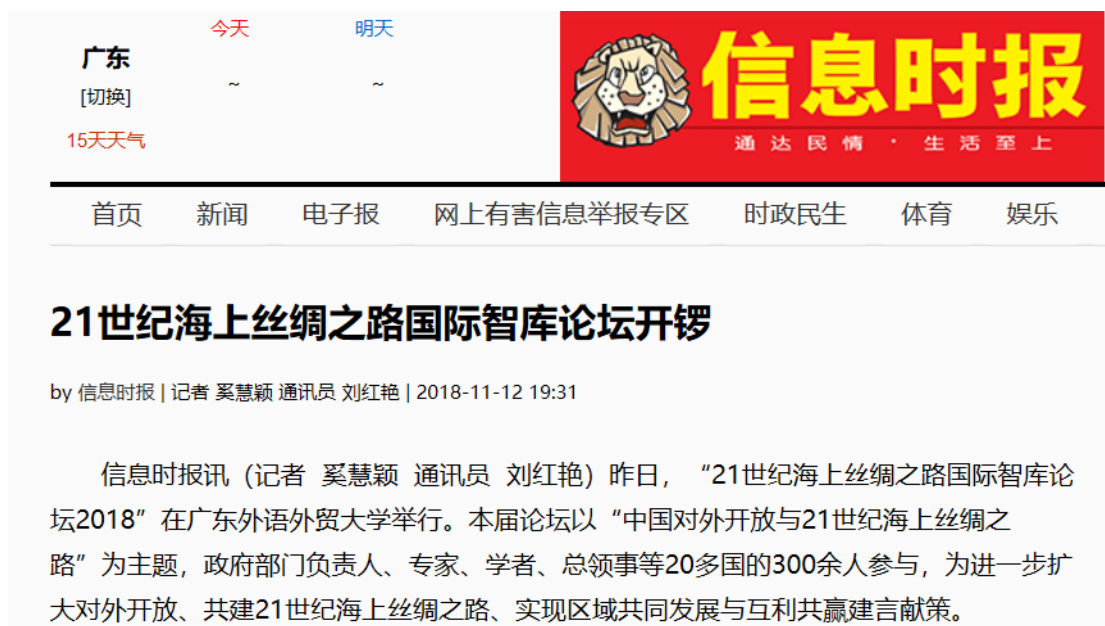 今天 明天
广东
~ ~
[切换]
15天天气
信息时报
通达民情 · 生活至上
首页 新闻 电子报 网上有害信息举报专区 时政民生 体育 娱乐
21世纪海上丝绸之路国际智库论坛开锣
by 信息时报 | 记者 奚慧颖 通讯员 刘红艳 | 2018-11-12 19:31
信息时报讯（记者 奚慧颖 通讯员 刘红艳）昨日，“21世纪海上丝绸之路国际智库论
坛2018”在广东外语外贸大学举行。本届论坛以“中国对外开放与21世纪海上丝绸之
路”为主题，政府部门负责人、专家、学者、总领事等20多国的300余人参与，为进一步扩
大对外开放、共建21世纪海上丝绸之路、实现区域共同发展与互利共赢建言献策。